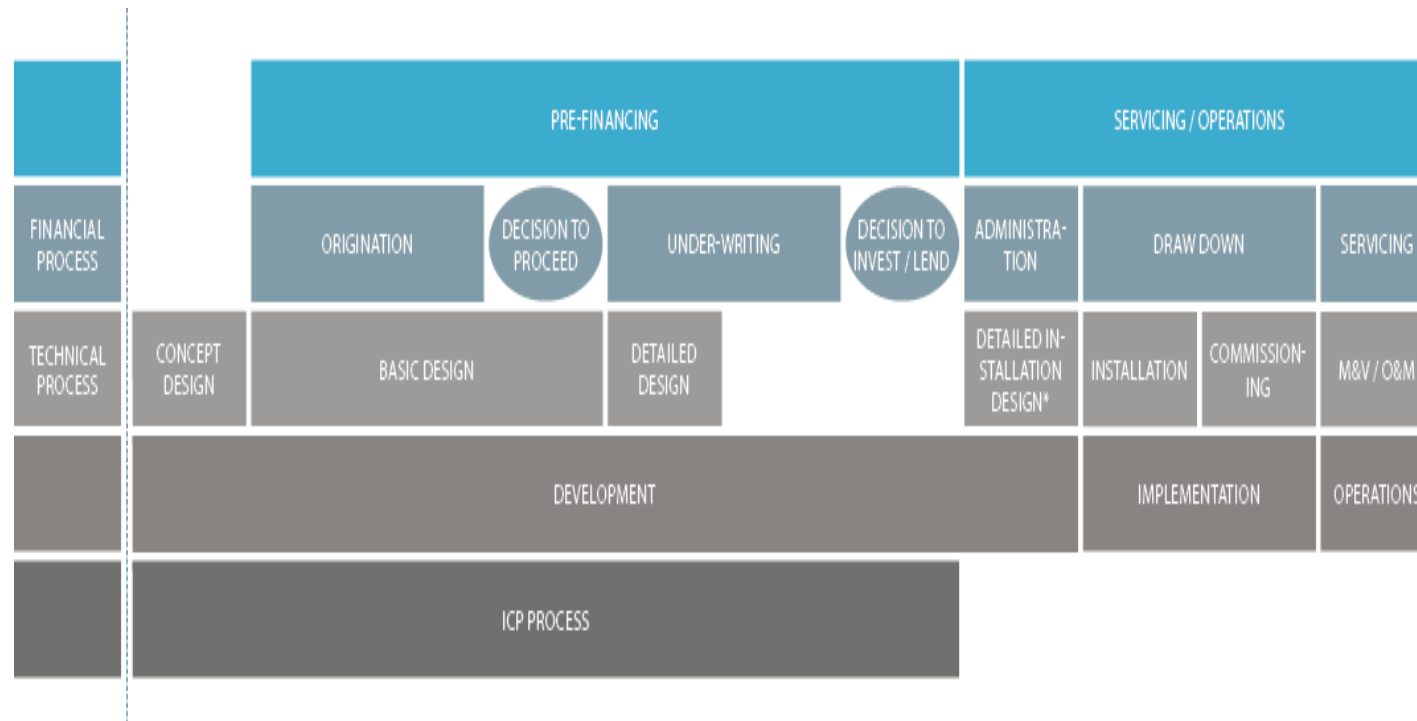 PRE-FINANCING
SERVICING / OPERATIONS
FINANCIAL
PROCESS
ORIGINATION
DECISION TO
PROCEED
UNDER-WRITING
DECISION TO
INVEST / LEND
ADMINISTRA-
TION
DRAW DOWN
SERVICING
TECHNICAL
PROCESS
CONCEPT
DESIGN
BASIC DESIGN
DETAILED
DESIGN
DETAILED IN-
STALLATION
DESIGN*
INSTALLATION
COMMISSION-
ING
M&V / O&M
DEVELOPMENT
IMPLEMENTATION
OPERATIONS
ICP PROCESS